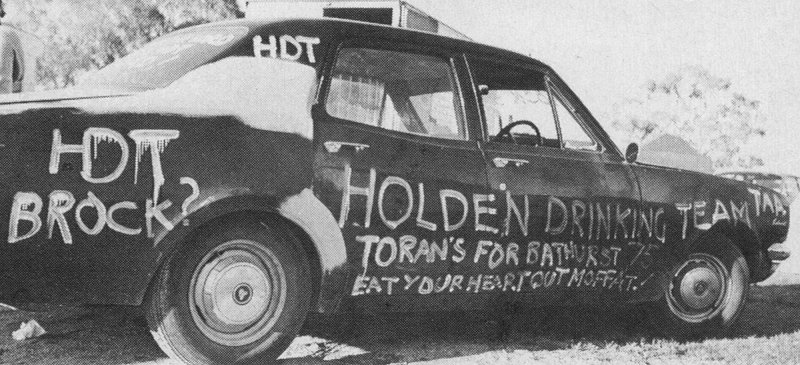 HDT
HDT
BROCK?
HOLDEN DRINKING TEAM
TORAN'S FOR BATHURST 75
EAT YOUR HEART OUT MOFFAT.